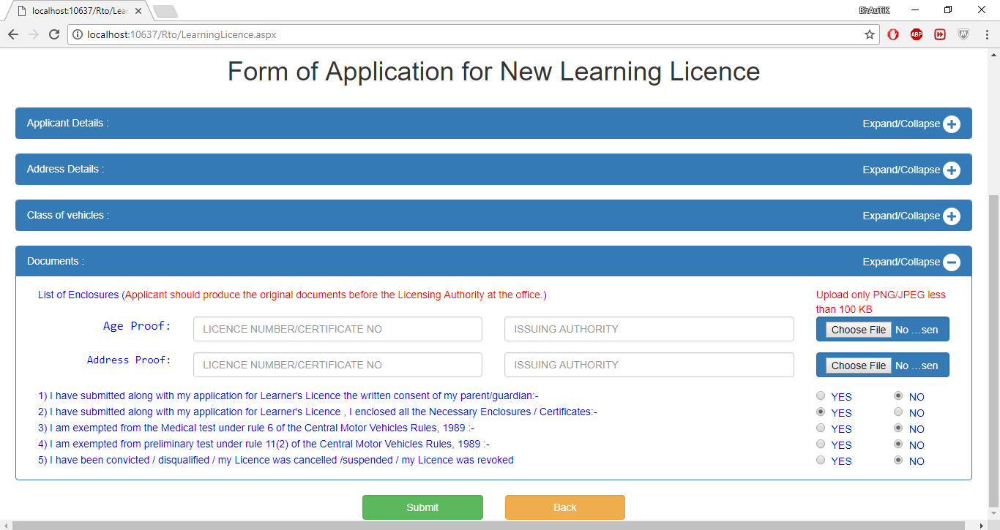 localhost:10637/Rto/Lea
BhAuTiK
localhost:10637/Rto/LearningLicence.aspx
ABP
Form of Application for New Learning Licence
Applicant Details : Expand/Collapse
Address Details : Expand/Collapse
Class of vehicles : Expand/Collapse
Documents : Expand/Collapse
List of Enclosures (Applicant should produce the original documents before the Licensing Authority at the office.) Upload only PNG/JPEG less
than 100 KB
Age Proof: LICENCE NUMBER/CERTIFICATE NO ISSUING AUTHORITY Choose File No ...sen
Address Proof: LICENCE NUMBER/CERTIFICATE NO ISSUING AUTHORITY Choose File No ...sen
1) I have submitted along with my application for Learner's Licence the written consent of my parent/guardian:- YES NO
2) I have submitted along with my application for Learner's Licence , I enclosed all the Necessary Enclosures / Certificates:- YES NO
3) I am exempted from the Medical test under rule 6 of the Central Motor Vehicles Rules, 1989 :- YES NO
4) I am exempted from preliminary test under rule 11(2) of the Central Motor Vehicles Rules, 1989 :- YES NO
5) I have been convicted / disqualified / my Licence was cancelled /suspended / my Licence was revoked YES NO
Submit Back